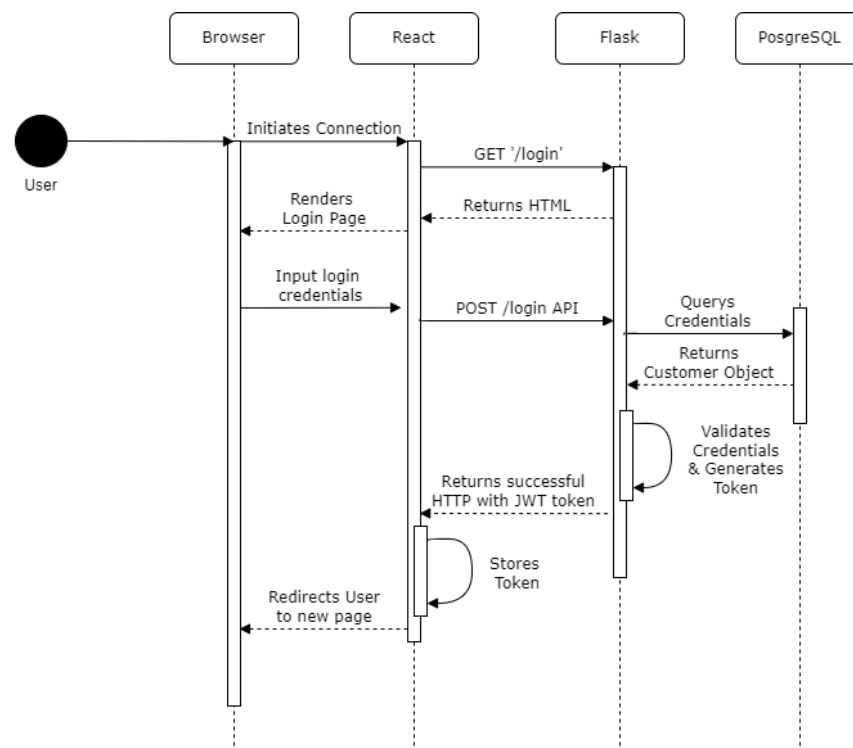 Browser
React
Flask
PosgreSQL
User
Initiates Connection
GET '/login'
Renders
Login Page
Returns HTML
Input login
credentials
POST /login API
Querys
Credentials
Returns
Customer Object
Validates
Credentials
& Generates
Token
Returns successful
HTTP with JWT token
Stores
Token
Redirects User
to new page